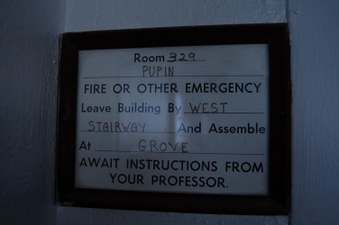 Room 329
PUPIN
FIRE OR OTHER EMERGENCY
Leave Building By WEST
STAIRWAY And Assemble
At GROVE
AWAIT INSTRUCTIONS FROM
YOUR PROFESSOR.